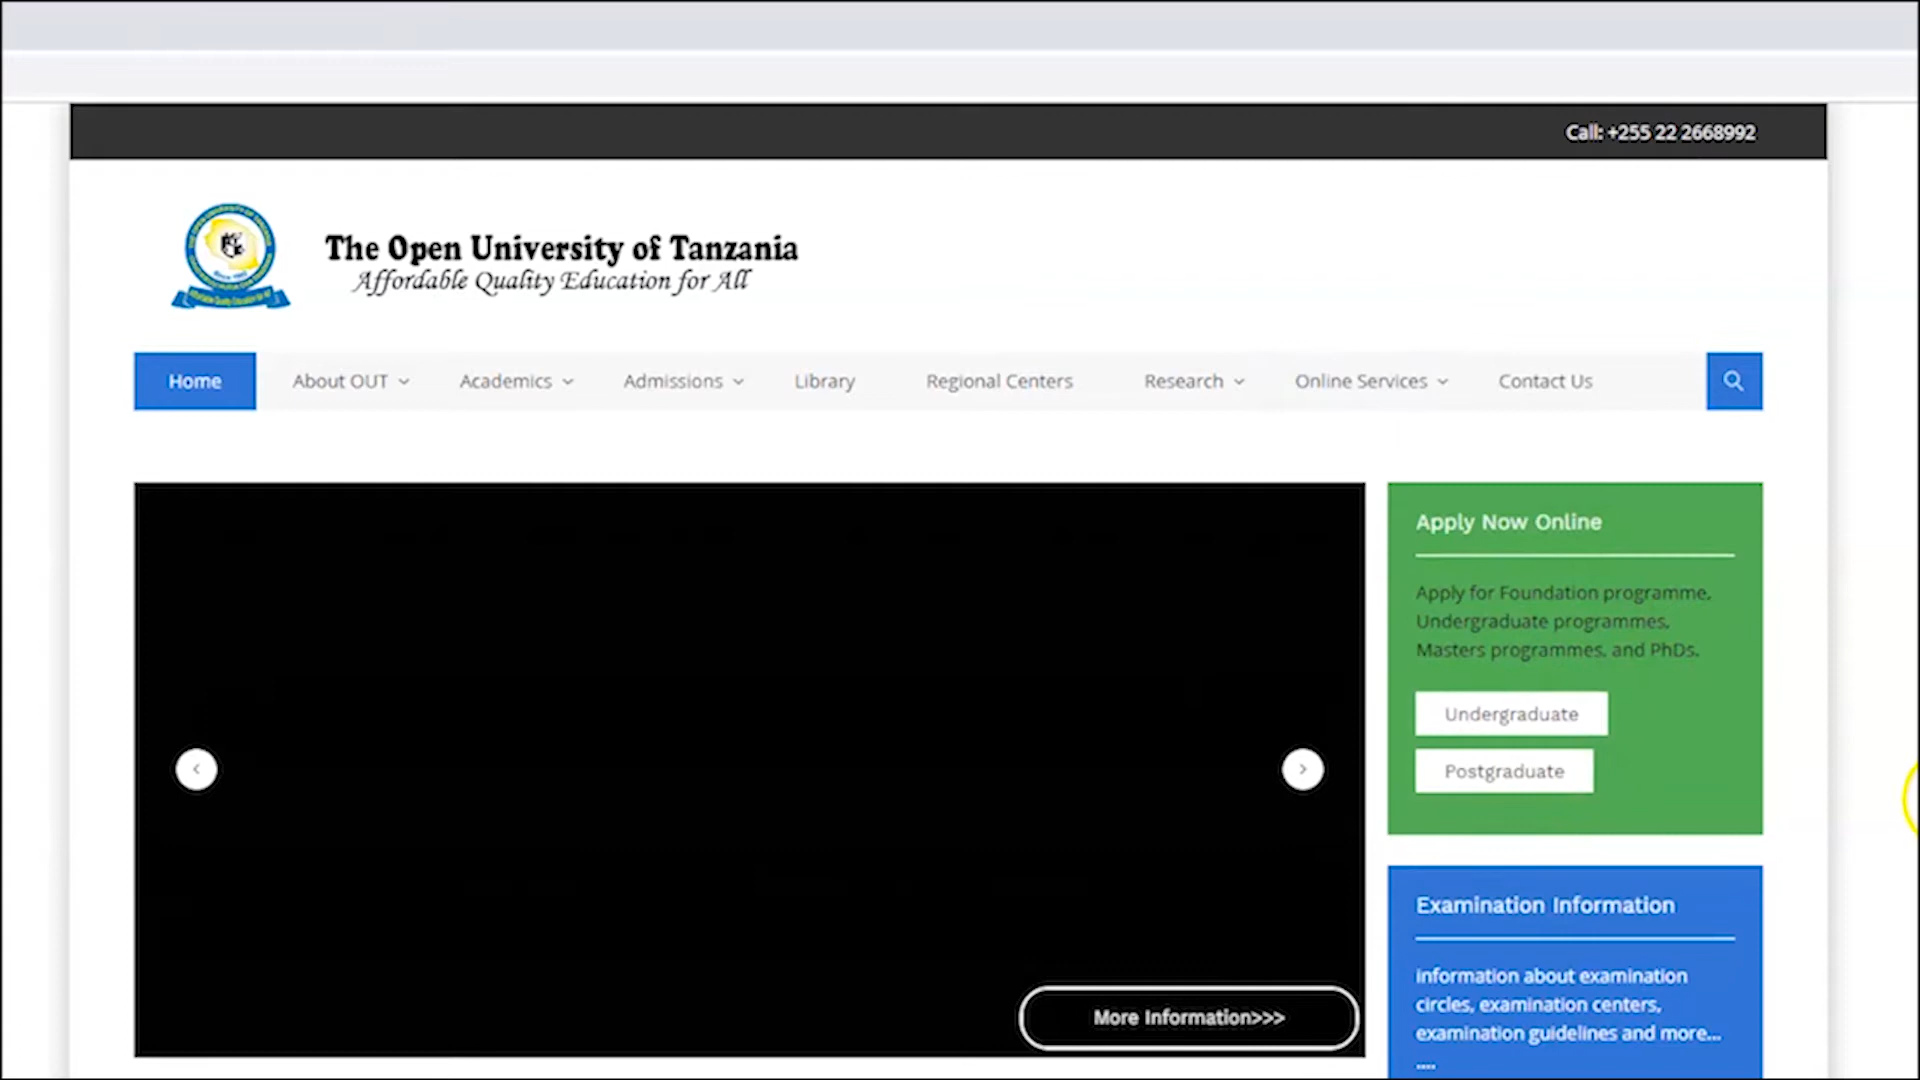 Call: +255 22 2668992
The Open University of Tanzania
Affordable Quality Education for All
Home
About OUT
Academics
Admissions
Library
Regional Centers
Research
Online Services
Contact Us
Apply Now Online
Apply for Foundation programme,
Undergraduate programmes,
Masters programmes, and PhDs.
Undergraduate
Postgraduate
More Information>>>
Examination Information
information about examination
circles, examination centers,
examination guidelines and more...
....